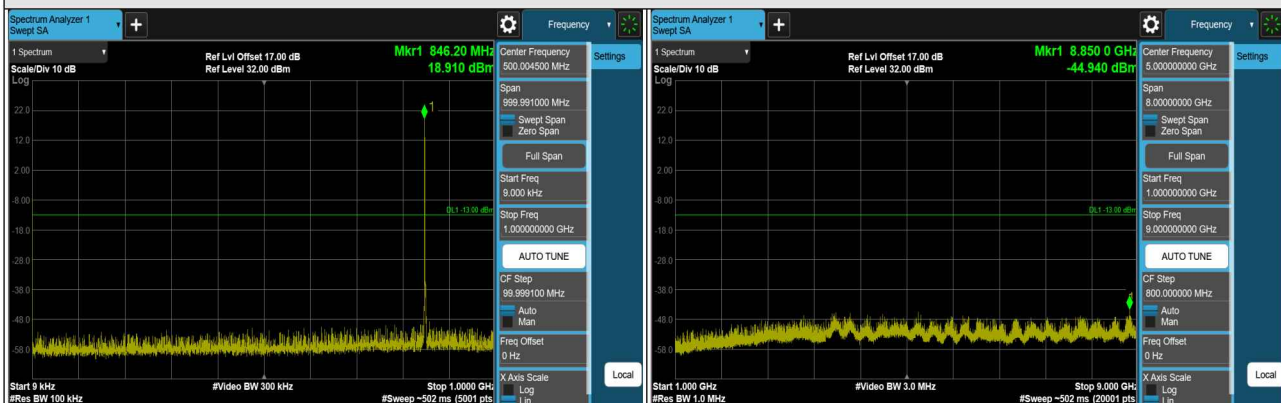 Spectrum Analyzer 1
Swept SA
+
Frequency
1 Spectrum
Scale/Div 10 dB
Log
Ref Lvl Offset 17.00 dB
Ref Level 32.00 dBm
Mkr1 846.20 MHz
18.910 dBm
1
22.0
12.0
2.00
-8.00
-18.0
-28.0
-38.0
-48.0
-58.0
DL1 -13.00 dBm
Start 9 kHz
#Res BW 100 kHz
#Video BW 300 kHz
Stop 1.0000 GHz
#Sweep ~502 ms (5001 pts
Center Frequency
500.004500 MHz
Span
999.991000 MHz
Swept Span
Zero Span
Full Span
Start Freq
9.000 kHz
Stop Freq
1.000000000 GHz
AUTO TUNE
CF Step
99.999100 MHz
Auto
Man
Freq Offset
0 Hz
X Axis Scale
Log
Lin
Settings
Local
Spectrum Analyzer 1
Swept SA
+
Frequency
1 Spectrum
Scale/Div 10 dB
Log
Ref Lvl Offset 17.00 dB
Ref Level 32.00 dBm
Mkr1 8.850 0 GHz
-44.940 dBm
22.0
12.0
2.00
-8.00
-18.0
-28.0
-38.0
-48.0
-58.0
DL1 -13.00 dBm
Start 1.000 GHz
#Res BW 1.0 MHz
#Video BW 3.0 MHz
Stop 9.000 GHz
#Sweep ~502 ms (20001 pts
Center Frequency
5.00000000 GHz
Span
8.00000000 GHz
Swept Span
Zero Span
Full Span
Start Freq
1.000000000 GHz
Stop Freq
9.000000000 GHz
AUTO TUNE
CF Step
800.000000 MHz
Auto
Man
Freq Offset
0 Hz
X Axis Scale
Log
Lin
Settings
Local